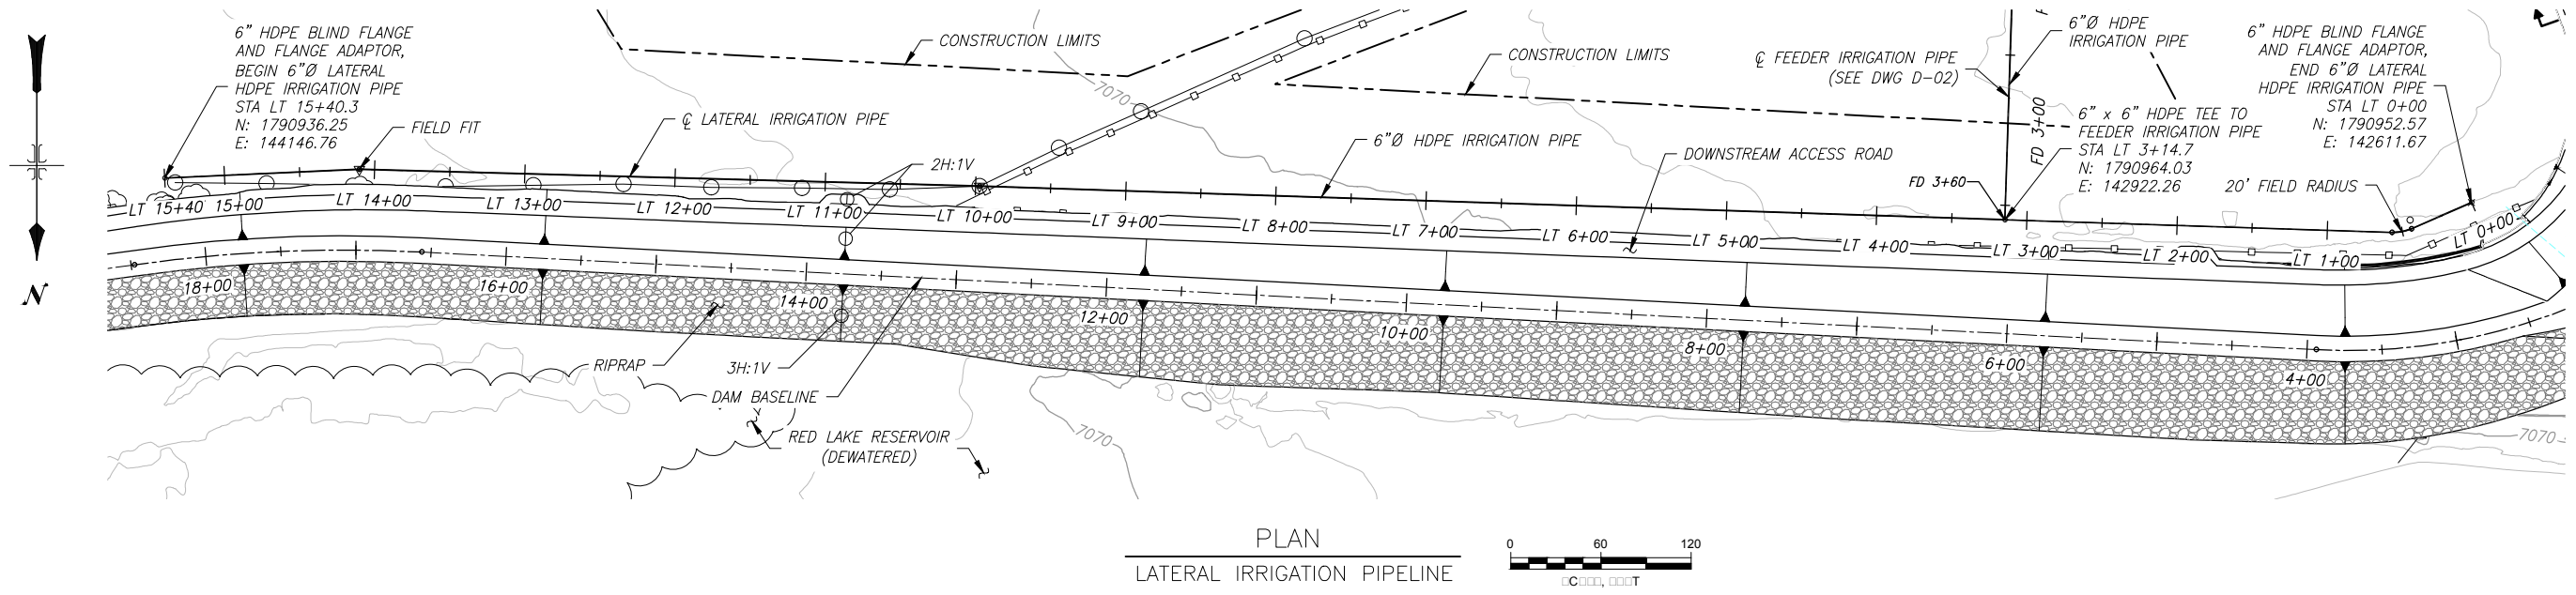 6" HDPE BLIND FLANGE
AND FLANGE ADAPTOR,
BEGIN 6"Ø LATERAL
HDPE IRRIGATION PIPE
STA LT 15+40.3
N: 1790936.25
E: 144146.76
FIELD FIT
CONSTRUCTION LIMITS
℄ LATERAL IRRIGATION PIPE
2H:1V
7070
CONSTRUCTION LIMITS
6"Ø HDPE IRRIGATION PIPE
DOWNSTREAM ACCESS ROAD
℄ FEEDER IRRIGATION PIPE
(SEE DWG D-02)
FD 3+60
FD 3+00
6"Ø HDPE
IRRIGATION PIPE
6" x 6" HDPE TEE TO
FEEDER IRRIGATION PIPE
STA LT 3+14.7
N: 1790964.03
E: 142922.26
6" HDPE BLIND FLANGE
AND FLANGE ADAPTOR,
END 6"Ø LATERAL
HDPE IRRIGATION PIPE
STA LT 0+00
N: 1790952.57
E: 142611.67
20' FIELD RADIUS
LT 15+40
15+00
LT 14+00
LT 13+00
LT 12+00
LT 11+00
LT 10+00
LT 9+00
LT 8+00
LT 7+00
LT 6+00
LT 5+00
LT 4+00
LT 3+00
LT 2+00
LT 1+00
LT 0+00
N
18+00
16+00
14+00
12+00
10+00
8+00
6+00
4+00
RIPRAP
3H:1V
DAM BASELINE
RED LAKE RESERVOIR
(DEWATERED)
7070
7070
PLAN
LATERAL IRRIGATION PIPELINE
0 60 120